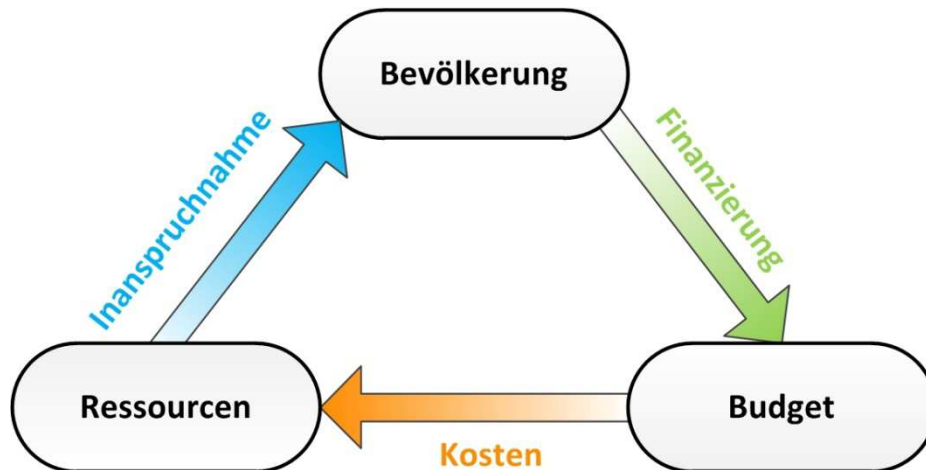 Bevölkerung
Inanspruchnahme
Finanzierung
Ressourcen
Budget
Kosten